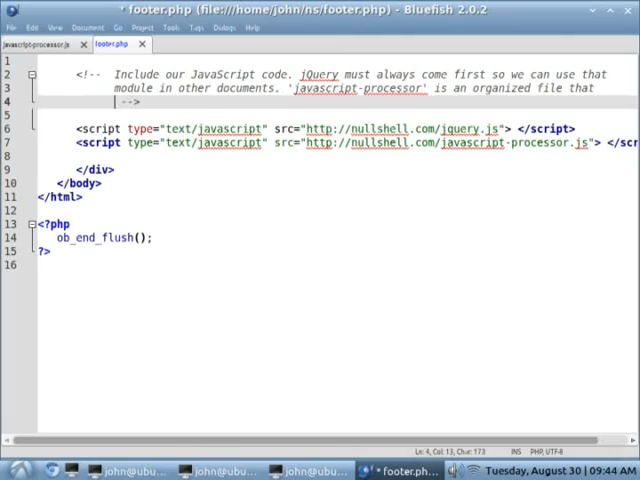 * footer.php (file:///home/john/ns/footer.php) - Bluefish 2.0.2
File Edit View Document Go Project Tools Tags Dialogs Help
javascript-processor.js footer.php
1
2 <!-- Include our JavaScript code. jQuery must always come first so we can use that
3 module in other documents. 'javascript-processor' is an organized file that
4 -->
5
6 <script type="text/javascript" src="http://nullshell.com/jquery.js"> </script>
7 <script type="text/javascript" src="http://nullshell.com/javascript-processor.js"> </scr
8
9 </div>
10 </body>
11 </html>
12
13 <?php
14 ob_end_flush();
15 ?>
16
Ln: 4, Col: 13, Char: 173 INS PHP, UTF-8
john@ubu... john@ubu... john@ubu... * footer.ph... Tuesday, August 30 | 09:44 AM